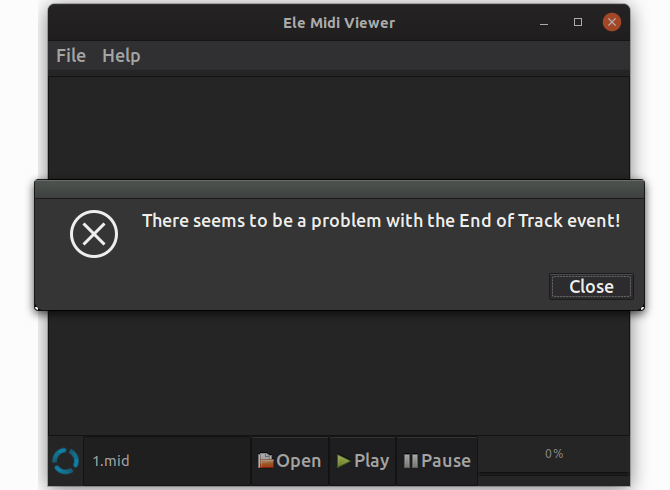 Ele Midi Viewer
File Help
There seems to be a problem with the End of Track event!
Close
1.mid Open Play Pause 0%